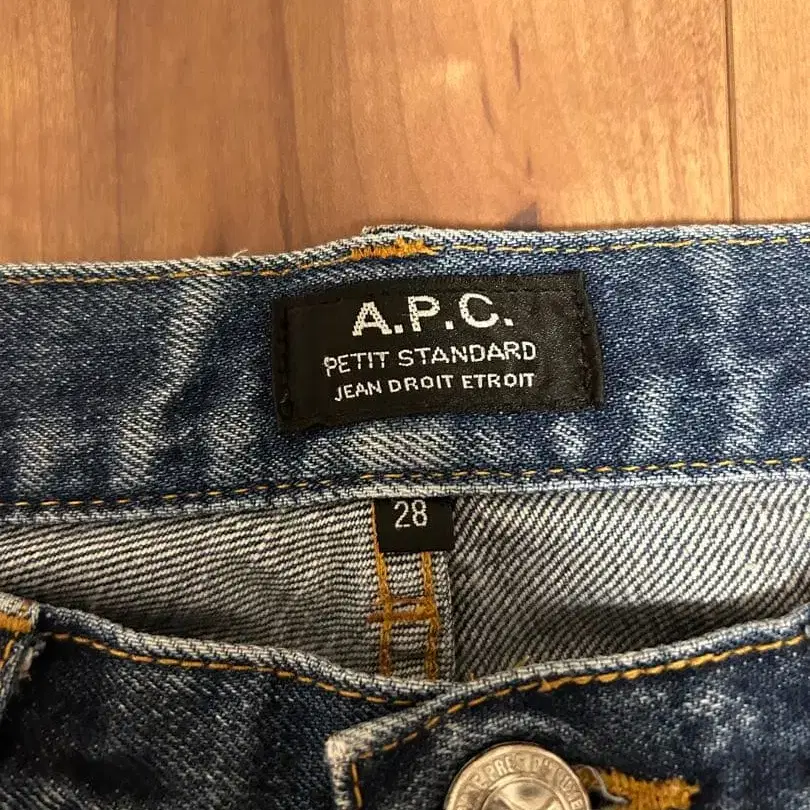 A.P.C.
PETIT STANDARD
JEAN DROIT ETROIT
28